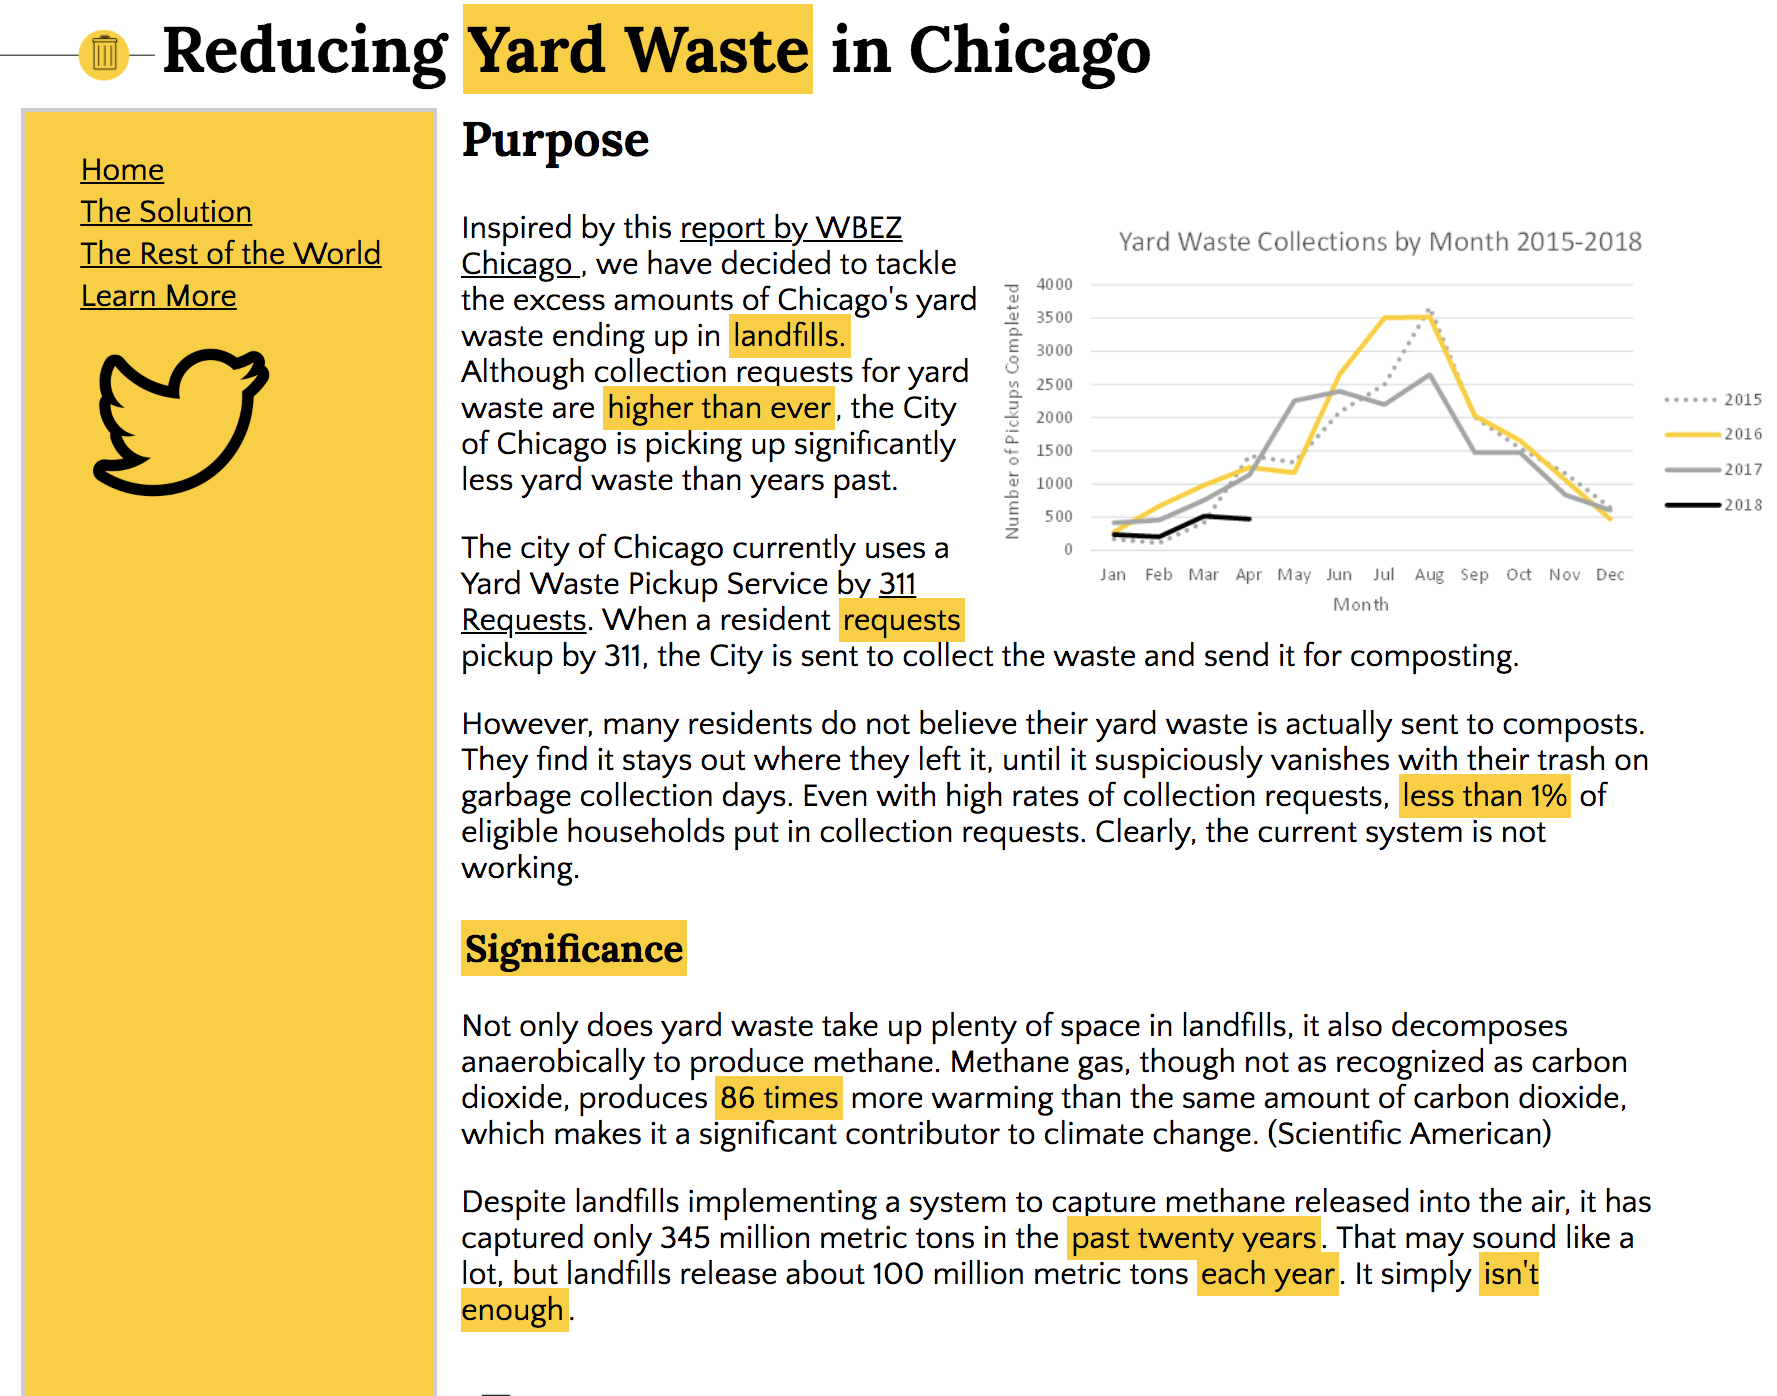 Reducing Yard Waste in Chicago
Home
The Solution
The Rest of the World
Learn More
Purpose
Inspired by this report by WBEZ
Chicago , we have decided to tackle
the excess amounts of Chicago's yard
waste ending up in landfills.
Although collection requests for yard
waste are higher than ever, the City
of Chicago is picking up significantly
less yard waste than years past.
The city of Chicago currently uses a
Yard Waste Pickup Service by 311
Requests. When a resident requests
pickup by 311, the City is sent to collect the waste and send it for composting.
Yard Waste Collections by Month 2015-2018
Number of Pickups Completed
4000
3500
3000
2500
2000
1500
1000
500
0
Jan Feb Mar Apr May Jun Jul Aug Sep Oct Nov Dec
Month
2015
2016
2017
2018
However, many residents do not believe their yard waste is actually sent to composts.
They find it stays out where they left it, until it suspiciously vanishes with their trash on
garbage collection days. Even with high rates of collection requests, less than 1% of
eligible households put in collection requests. Clearly, the current system is not
working.
Significance
Not only does yard waste take up plenty of space in landfills, it also decomposes
anaerobically to produce methane. Methane gas, though not as recognized as carbon
dioxide, produces 86 times more warming than the same amount of carbon dioxide,
which makes it a significant contributor to climate change. (Scientific American)
Despite landfills implementing a system to capture methane released into the air, it has
captured only 345 million metric tons in the past twenty years. That may sound like a
lot, but landfills release about 100 million metric tons each year. It simply isn't
enough.